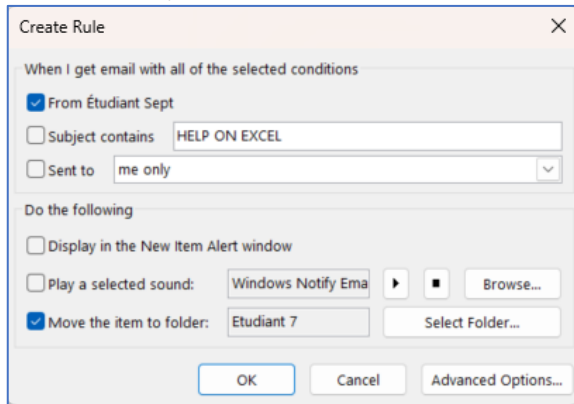 Create Rule
When I get email with all of the selected conditions
From Étudiant Sept
Subject contains HELP ON EXCEL
Sent to me only
Do the following
Display in the New Item Alert window
Play a selected sound: Windows Notify Ema Browse...
Move the item to folder: Etudiant 7 Select Folder...
OK Cancel Advanced Options...